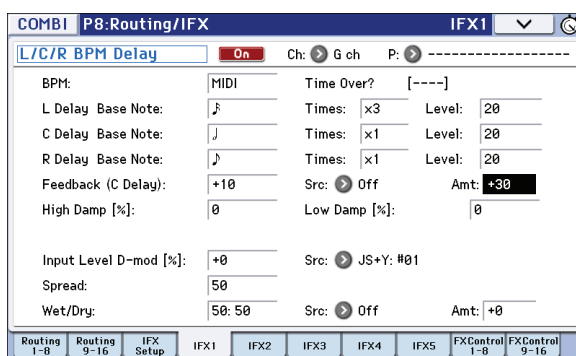 COMBI P8:Routing/IFX IFX1
L/C/R BPM Delay On Ch: G ch P: ------------------
BPM: MIDI Time Over? [----]
L Delay Base Note: Times: x3 Level: 20
C Delay Base Note: Times: x1 Level: 20
R Delay Base Note: Times: x1 Level: 20
Feedback (C Delay): +10 Src: Off Amt: +30
High Damp [%]: 0 Low Damp [%]: 0
Input Level D-mod [%]: +0 Src: JS+Y: #01
Spread: 50
Wet/Dry: 50: 50 Src: Off Amt: +0
Routing 1-8 Routing 9-16 IFX Setup IFX1 IFX2 IFX3 IFX4 IFX5 FXControl 1-8 FXControl 9-16